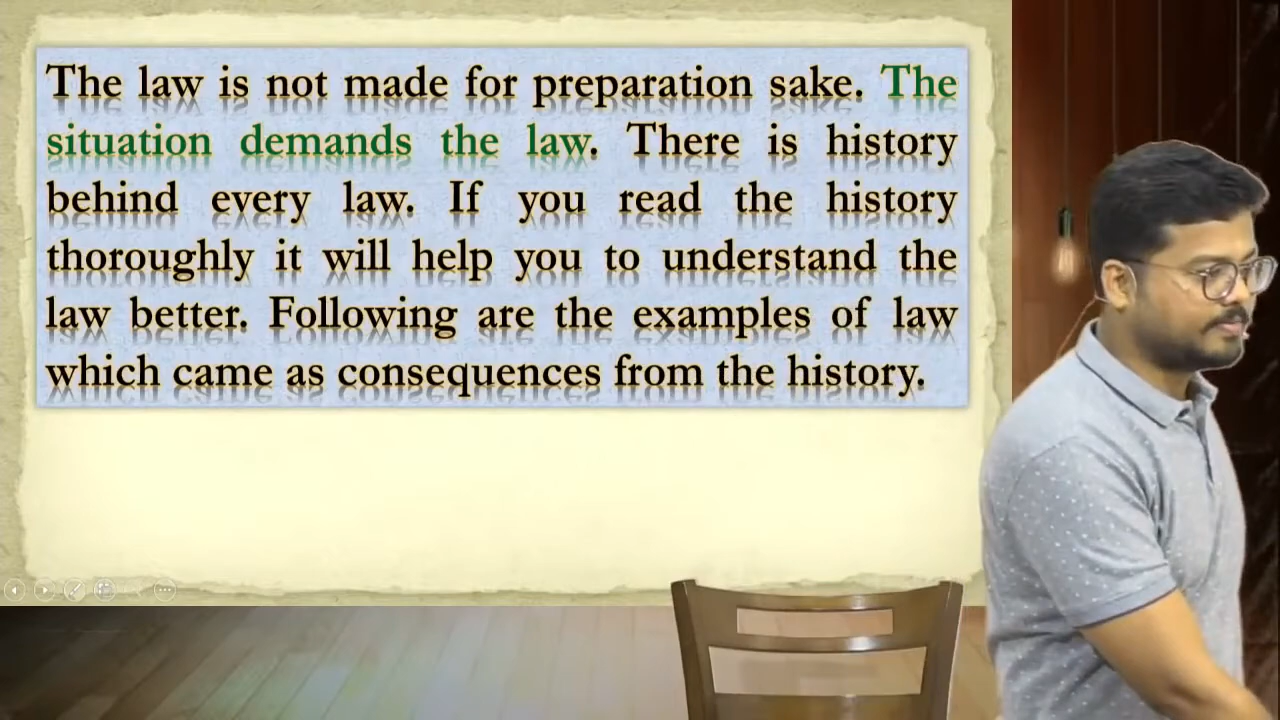 The law is not made for preparation sake. The
situation demands the law. There is history
behind every law. If you read the history
thoroughly it will help you to understand the
law better. Following are the examples of law
which came as consequences from the history.